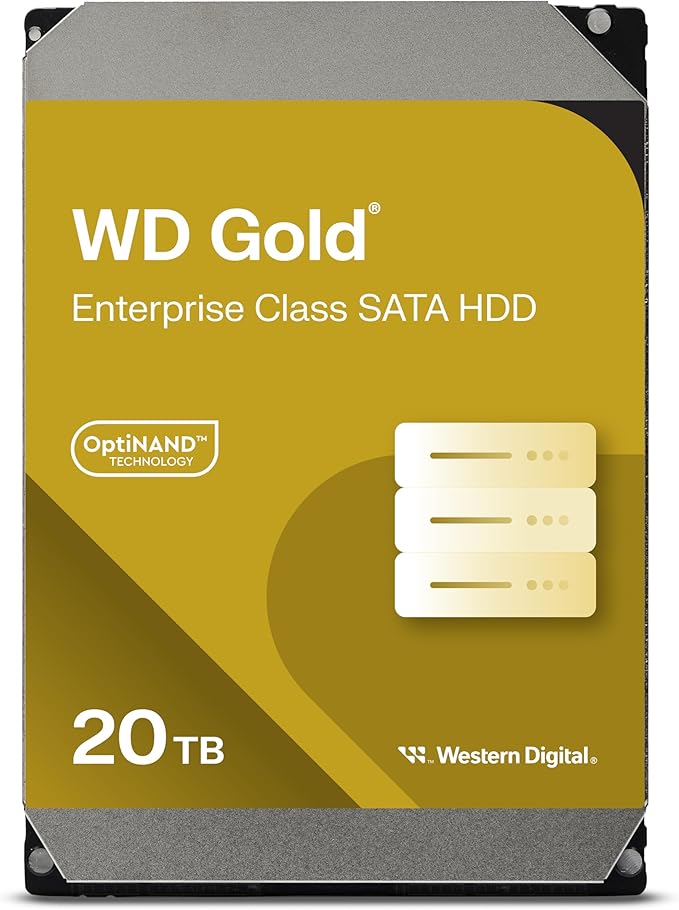 WD Gold®
Enterprise Class SATA HDD
OptiNAND™
TECHNOLOGY
20 TB
Western Digital®